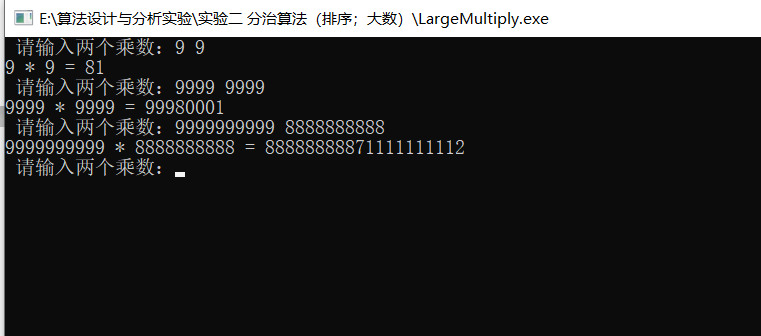 E:\算法设计与分析实验\实验二 分治算法（排序；大数）\LargeMultiply.exe
请输入两个乘数：9 9
9 * 9 = 81
请输入两个乘数：9999 9999
9999 * 9999 = 99980001
请输入两个乘数：9999999999 8888888888
9999999999 * 8888888888 = 88888888871111111112
请输入两个乘数：